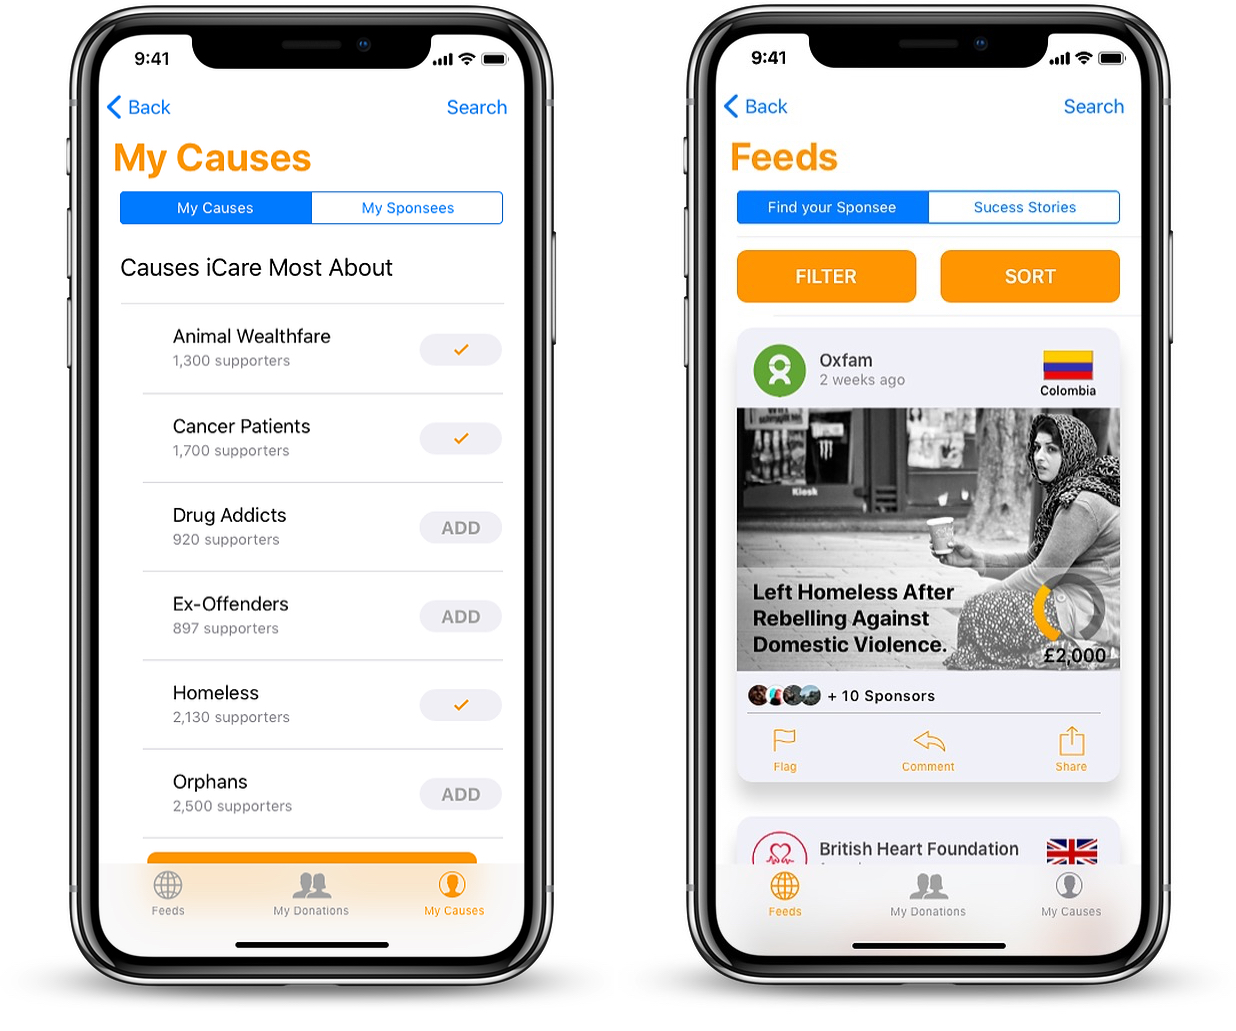 9:41
Back
Search
My Causes
My Causes
My Sponsees
Causes iCare Most About
Animal Wealthfare
1,300 supporters
Cancer Patients
1,700 supporters
Drug Addicts
920 supporters
ADD
Ex-Offenders
897 supporters
ADD
Homeless
2,130 supporters
Orphans
2,500 supporters
ADD
Feeds
My Donations
My Causes
9:41
Back
Search
Feeds
Find your Sponsee
Sucess Stories
FILTER
SORT
Oxfam
2 weeks ago
Colombia
Kiosk
Left Homeless After
Rebelling Against
Domestic Violence.
£2,000
+ 10 Sponsors
Flag
Comment
Share
British Heart Foundation
Feeds
My Donations
My Causes